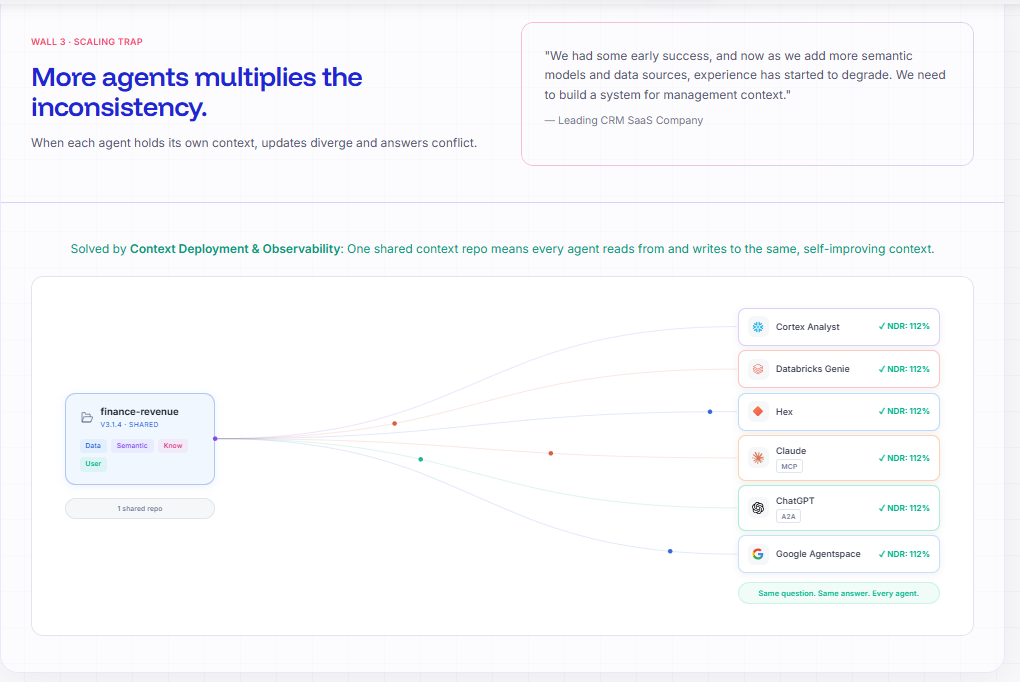 WALL 3 · SCALING TRAP
More agents multiplies the
inconsistency.
When each agent holds its own context, updates diverge and answers conflict.
"We had some early success, and now as we add more semantic
models and data sources, experience has started to degrade. We need
to build a system for management context."
— Leading CRM SaaS Company
Solved by Context Deployment & Observability: One shared context repo means every agent reads from and writes to the same, self-improving context.
finance-revenue
V3.1.4 · SHARED
Data Semantic Know
User
1 shared repo
Cortex Analyst ✓ NDR: 112%
Databricks Genie ✓ NDR: 112%
Hex ✓ NDR: 112%
Claude ✓ NDR: 112%
MCP
ChatGPT ✓ NDR: 112%
A2A
Google Agentspace ✓ NDR: 112%
Same question. Same answer. Every agent.